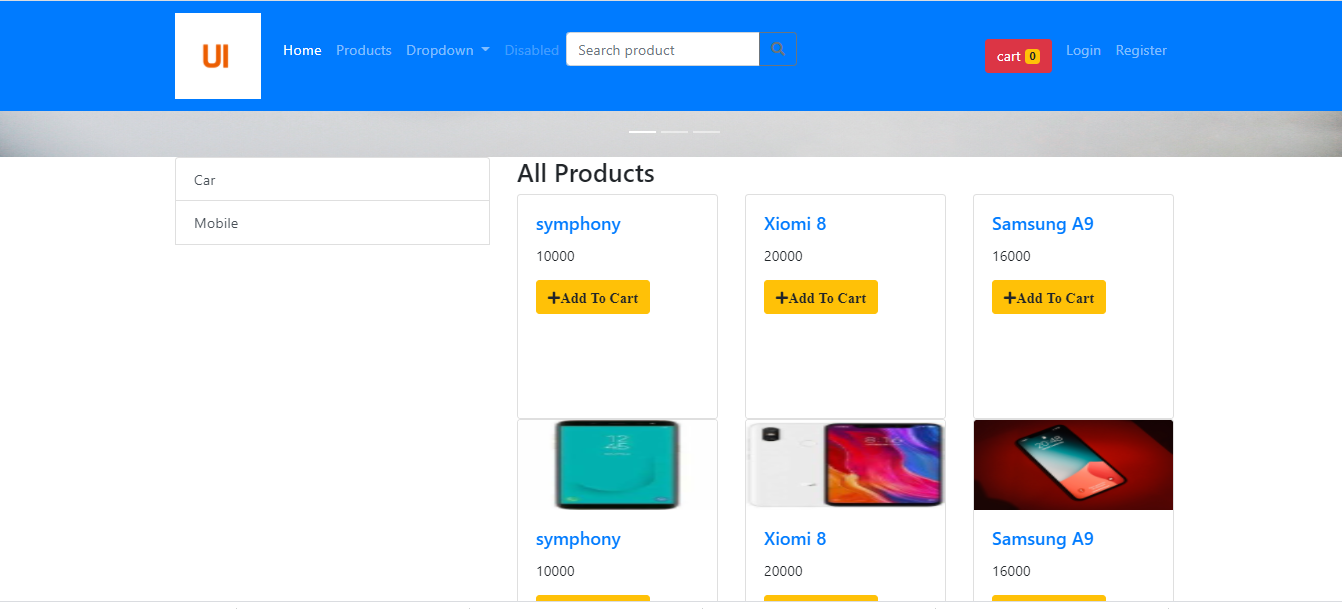 UI
Home Products Dropdown Disabled Search product cart 0 Login Register
Car
Mobile
All Products
symphony
10000
Add To Cart
Xiomi 8
20000
Add To Cart
Samsung A9
16000
Add To Cart
symphony
10000
Xiomi 8
20000
Samsung A9
16000